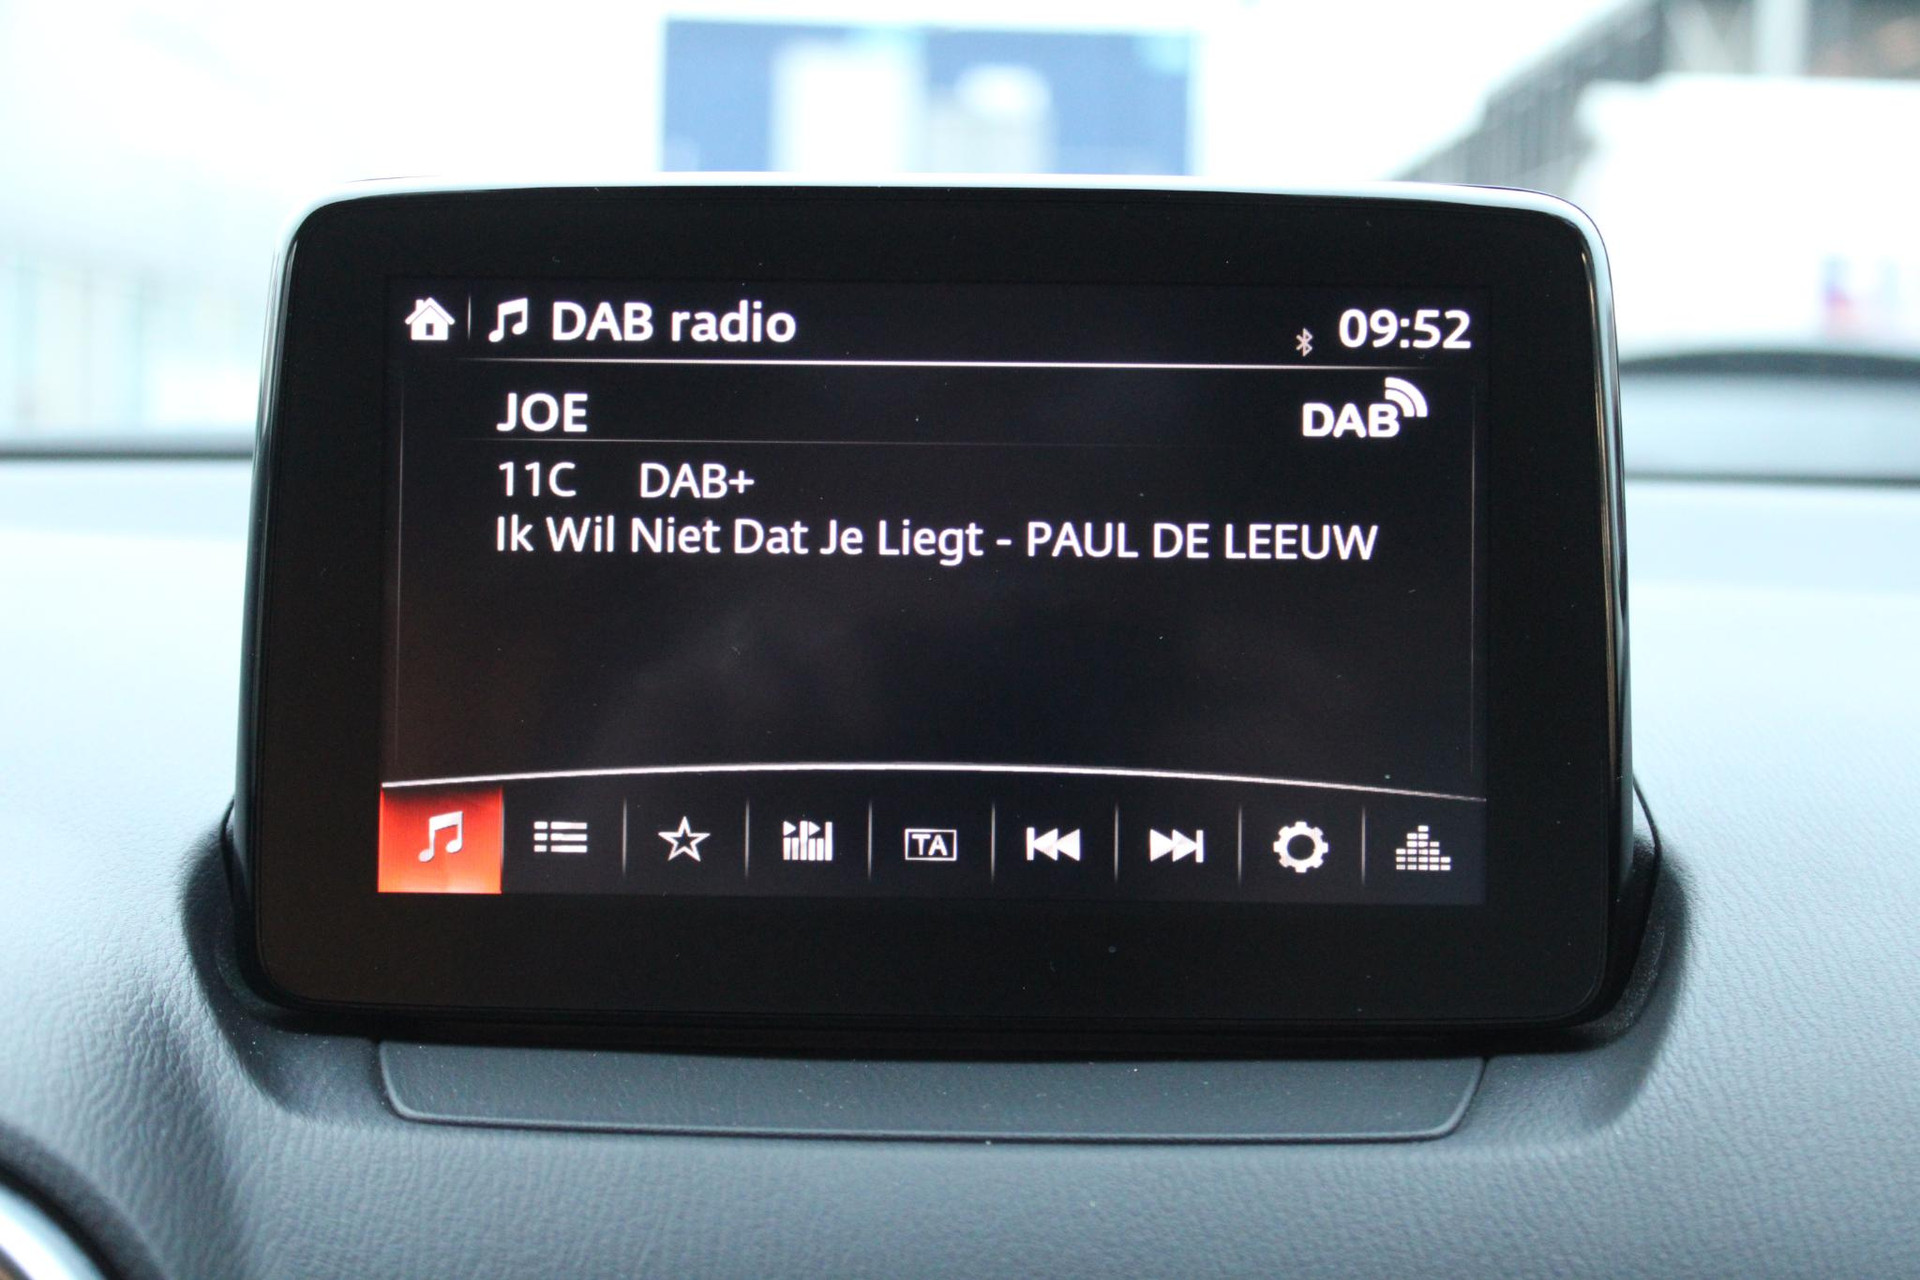 DAB radio 09:52
JOE DAB
11C DAB+
Ik Wil Niet Dat Je Liegt - PAUL DE LEEUW
TA